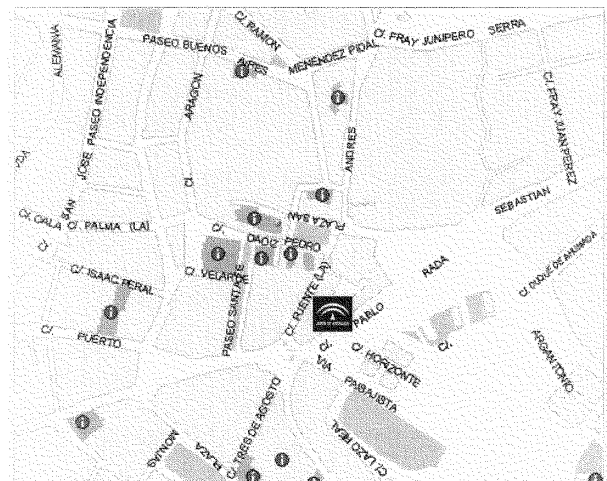 ALEMANIA
JOSE PASEO INDEPENDENCIA
SAN
PASEO BUENOS
AIRES
C/. RAMON
MENENDEZ PIDAL
C/. FRAY JUNIPERO SERRA
C/. FRAY JUAN PEREZ
C/. ARAGON
ANDRES
PLAZA SAN
PEDRO
C/. DAOIZ
SEBASTIAN
C/. CALA
C/. PALMA (LA)
C/. ISAAC PERAL
C/. VELARDE
PASEO SANTA FE
C/. PUENTE (LA)
RADA
C/. DUQUE DE AHUMADA
PABLO
C/.
PUERTO
C/. HORIZONTE
C/.
VIA
PAISAJISTA
ARGANTONIO
C/. LAZO REAL
C/. TRES DE AGOSTO
PLAZA
MONJAS